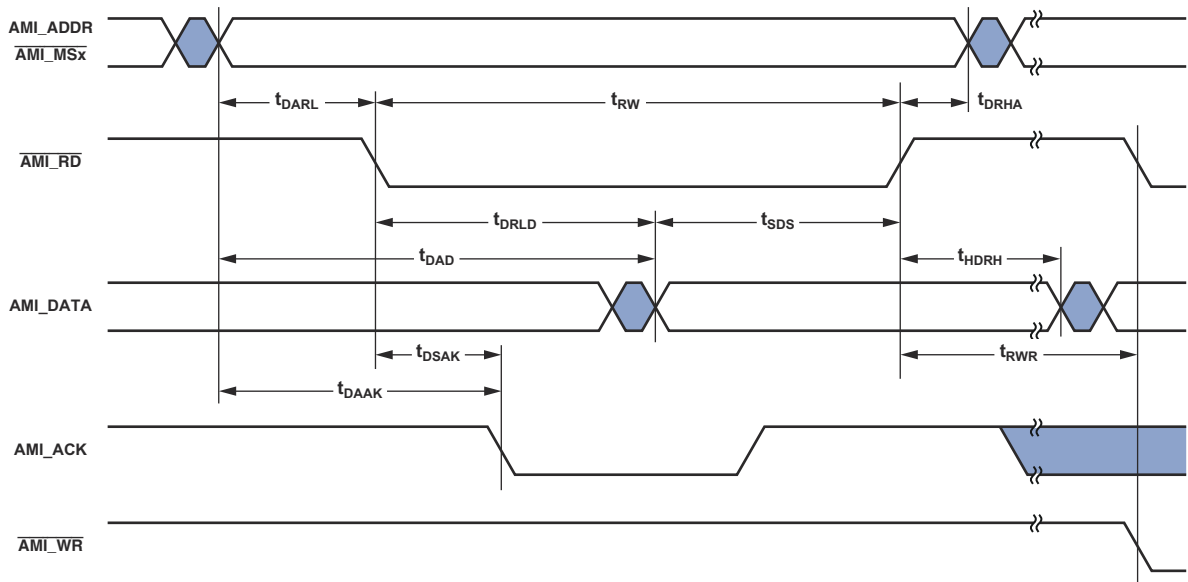 AMI_ADDR
AMI_MSx
tDARL
tRW
tDRHA
AMI_RD
tDRLD
tSDS
tDAD
tHDRH
AMI_DATA
tDSAK
tRWR
tDAAK
AMI_ACK
AMI_WR